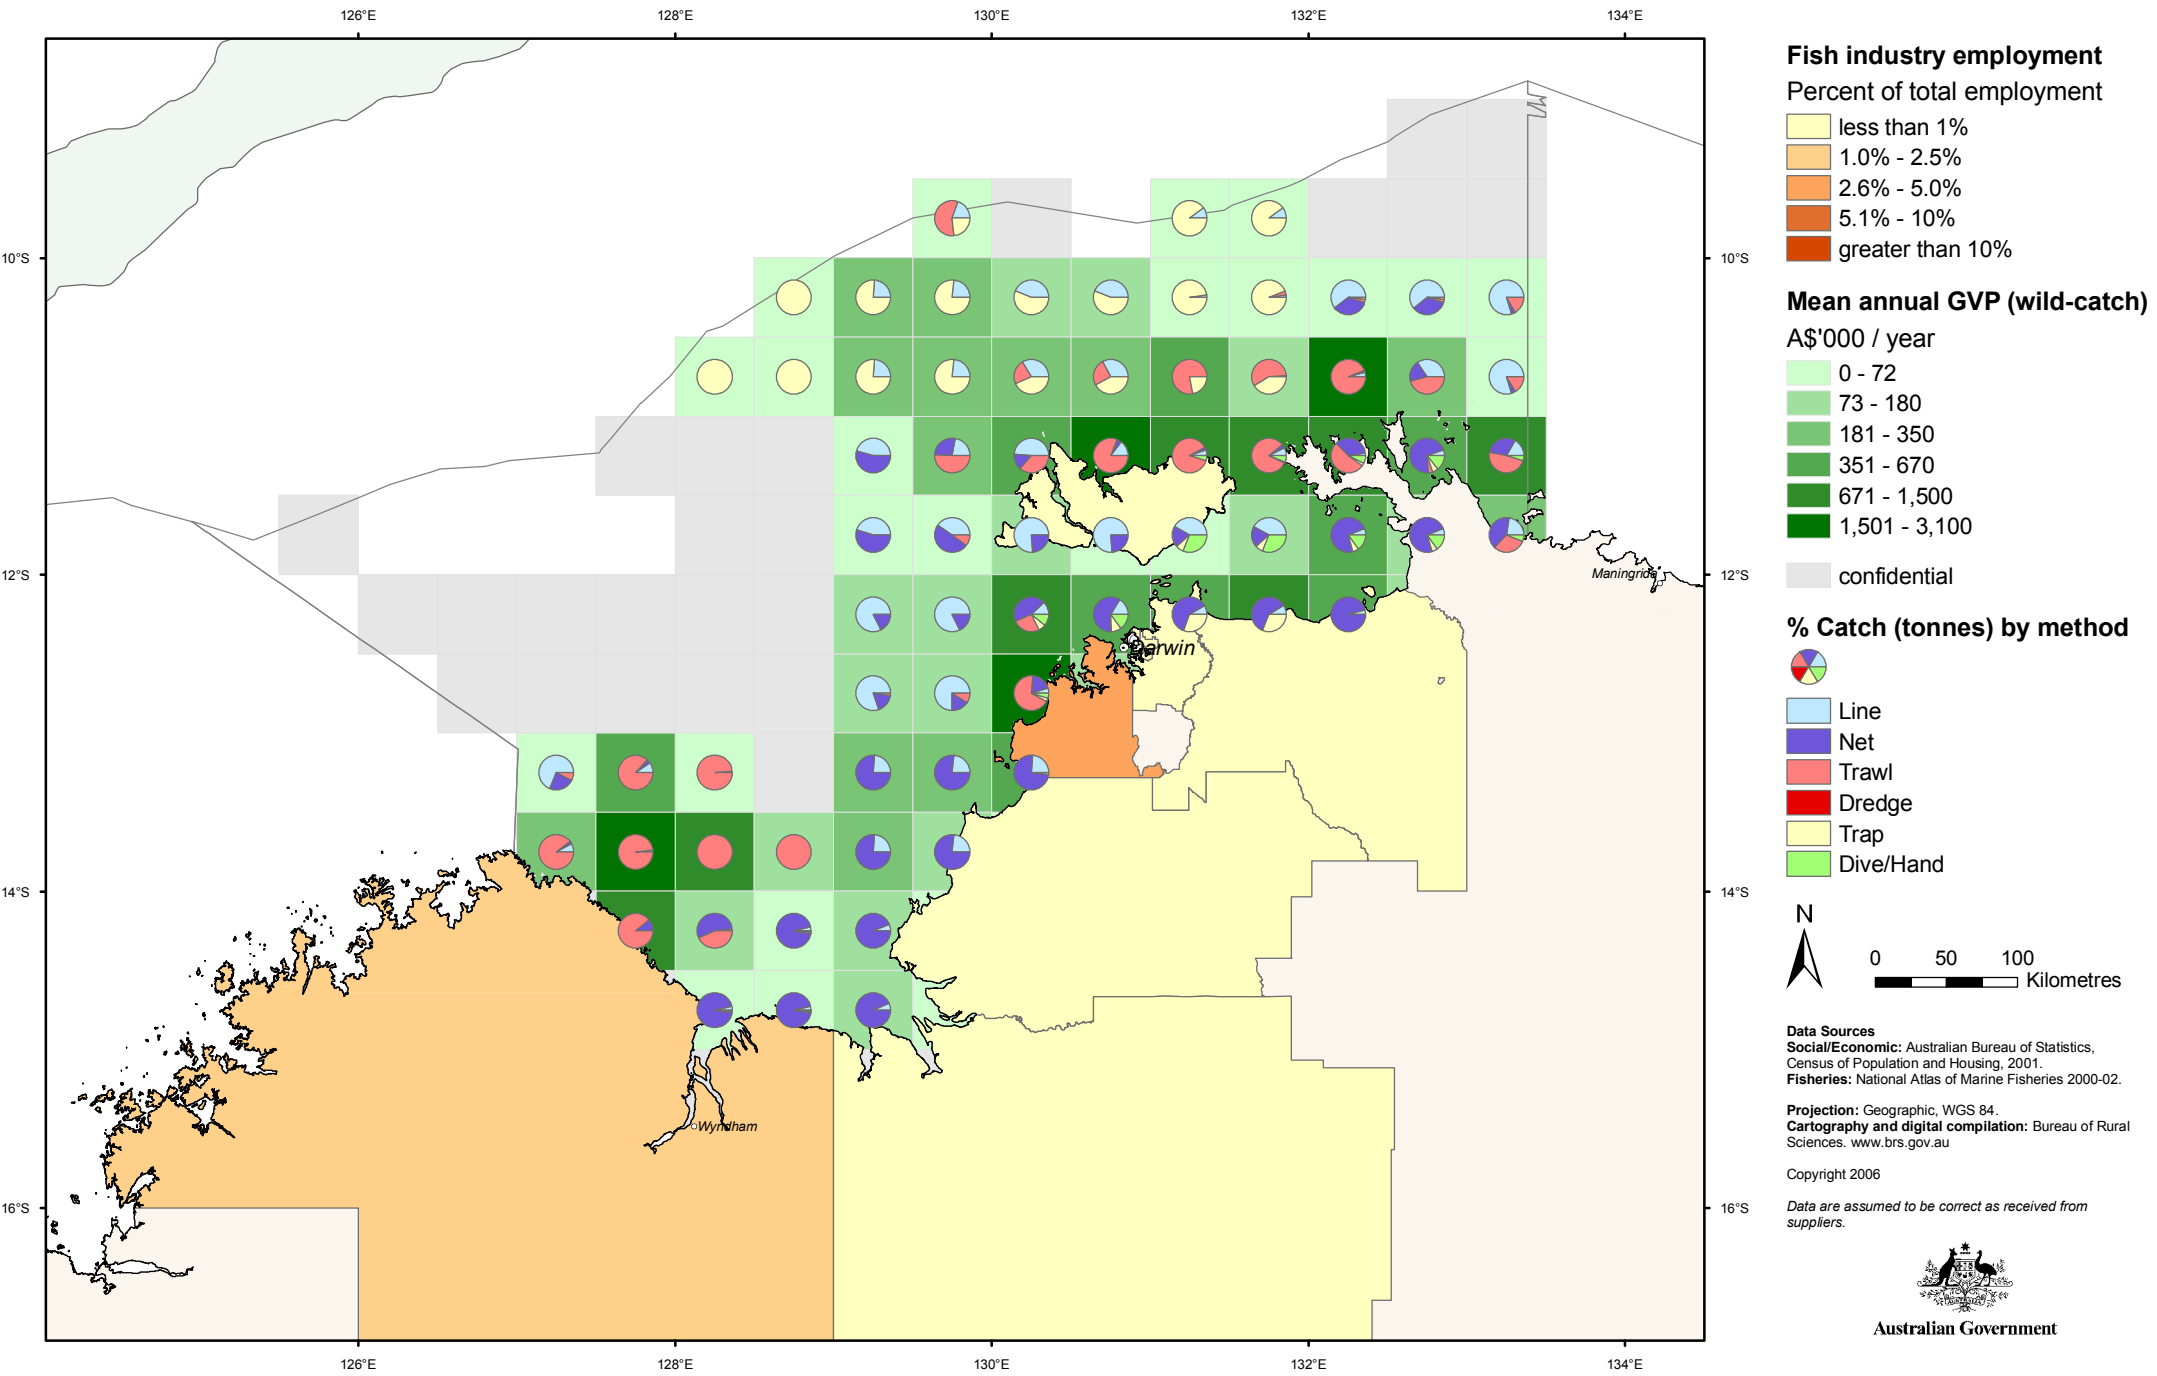 126°E
128°E
130°E
132°E
134°E
10°S
12°S
14°S
16°S
10°S
12°S
14°S
16°S
126°E
128°E
130°E
132°E
134°E
Maningrida
Darwin
Wyndham
Fish industry employment
Percent of total employment
less than 1%
1.0% - 2.5%
2.6% - 5.0%
5.1% - 10%
greater than 10%
Mean annual GVP (wild-catch)
A$'000 / year
0 - 72
73 - 180
181 - 350
351 - 670
671 - 1,500
1,501 - 3,100
confidential
% Catch (tonnes) by method
Line
Net
Trawl
Dredge
Trap
Dive/Hand
N
0 50 100
Kilometres
Data Sources
Social/Economic: Australian Bureau of Statistics,
Census of Population and Housing, 2001.
Fisheries: National Atlas of Marine Fisheries 2000-02.
Projection: Geographic, WGS 84.
Cartography and digital compilation: Bureau of Rural
Sciences. www.brs.gov.au
Copyright 2006
Data are assumed to be correct as received from
suppliers.
AUSTRALIA
Australian Government